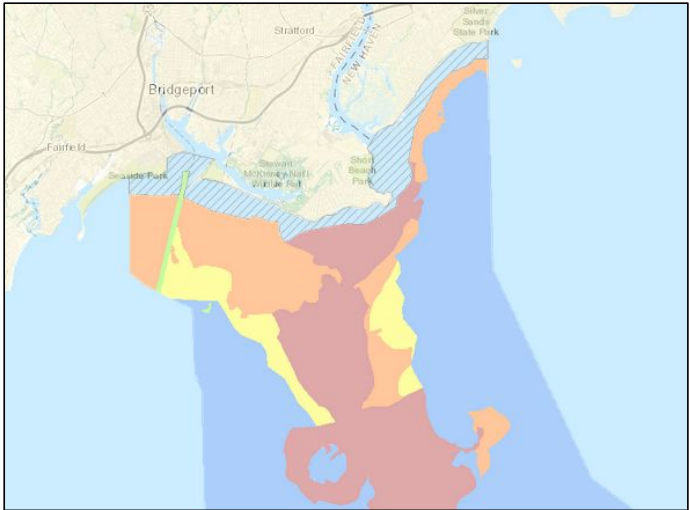 Silver
Sands
State Park
Stratford
FAIRFIELD
NEW HAVEN
Bridgeport
Fairfield
Seaside Park
Stewart
McKinney Nat'l
Wildlife Ref
Short
Beach
Park